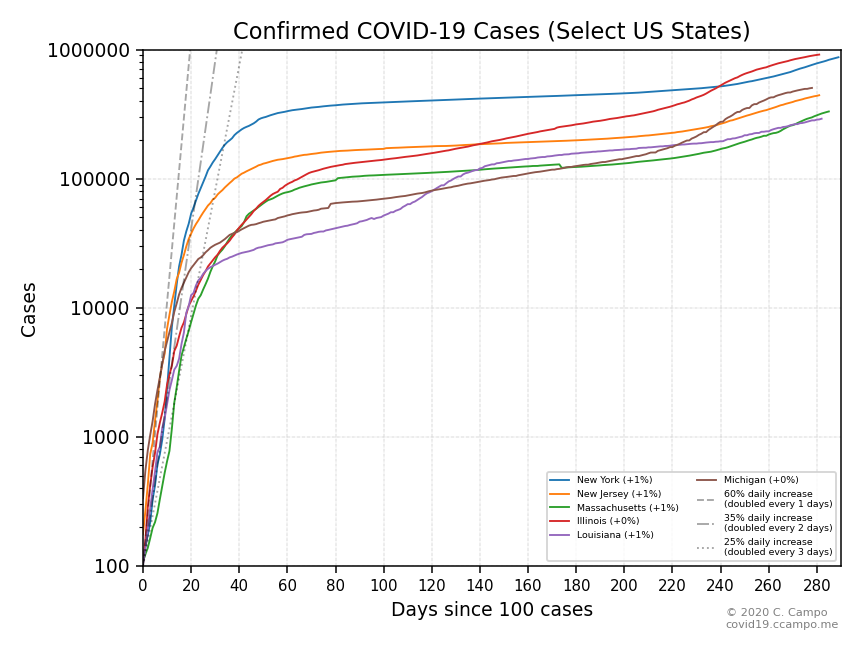 Confirmed COVID-19 Cases (Select US States)
1000000
100000
10000
1000
100
Cases
0 20 40 60 80 100 120 140 160 180 200 220 240 260 280
Days since 100 cases
New York (+1%)
New Jersey (+1%)
Massachusetts (+1%)
Illinois (+0%)
Louisiana (+1%)
Michigan (+0%)
60% daily increase
(doubled every 1 days)
35% daily increase
(doubled every 2 days)
25% daily increase
(doubled every 3 days)
© 2020 C. Campo
covid19.ccampo.me